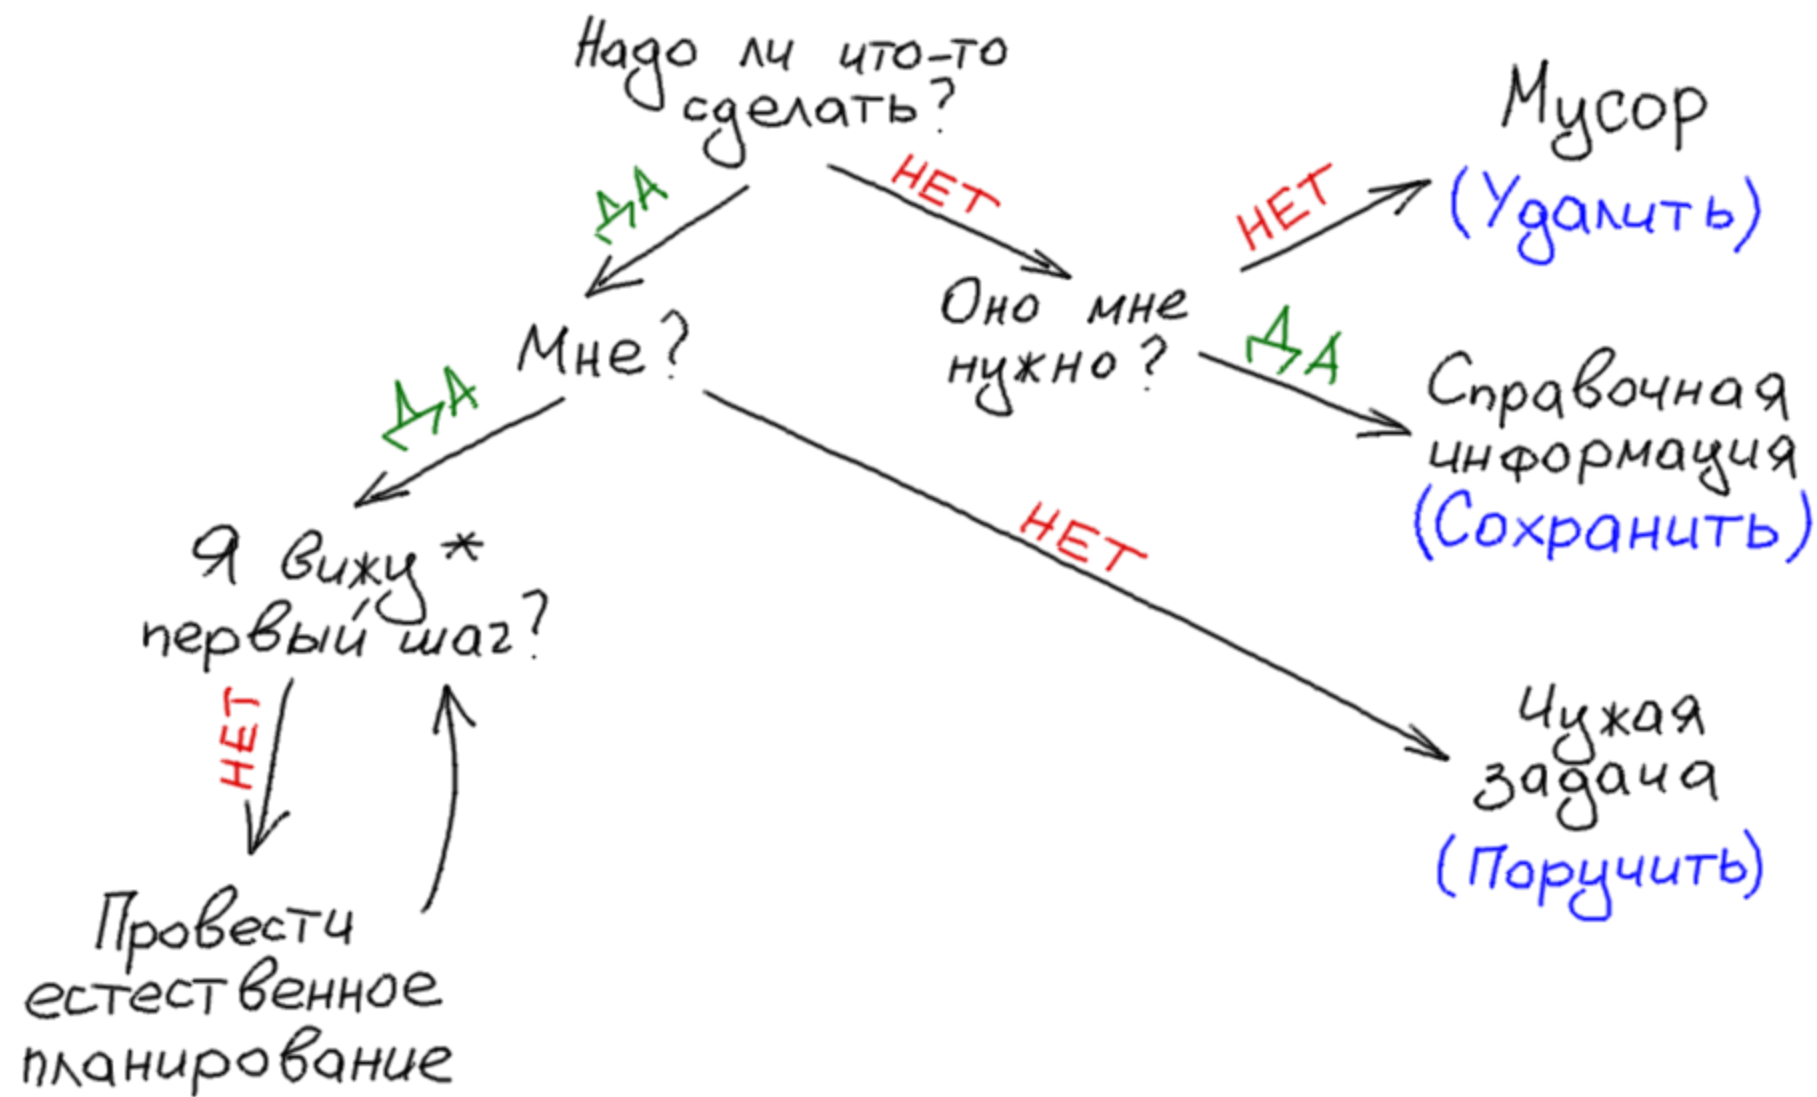 Надо ли что-то
сделать?
ДА
НЕТ
НЕТ
Мусор
(Удалить)
Мне?
Оно мне
нужно?
ДА
Справочная
информация
(Сохранить)
ДА
НЕТ
Я вижу*
первый шаг?
НЕТ
Чужая
задача
(Поручить)
Провести
естественное
планирование